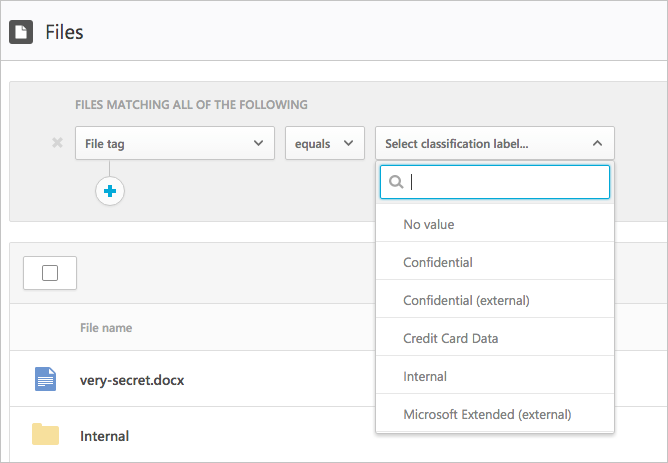 Files
FILES MATCHING ALL OF THE FOLLOWING
File tag equals Select classification label...
No value
Confidential
Confidential (external)
Credit Card Data
Internal
Microsoft Extended (external)
File name
very-secret.docx
Internal